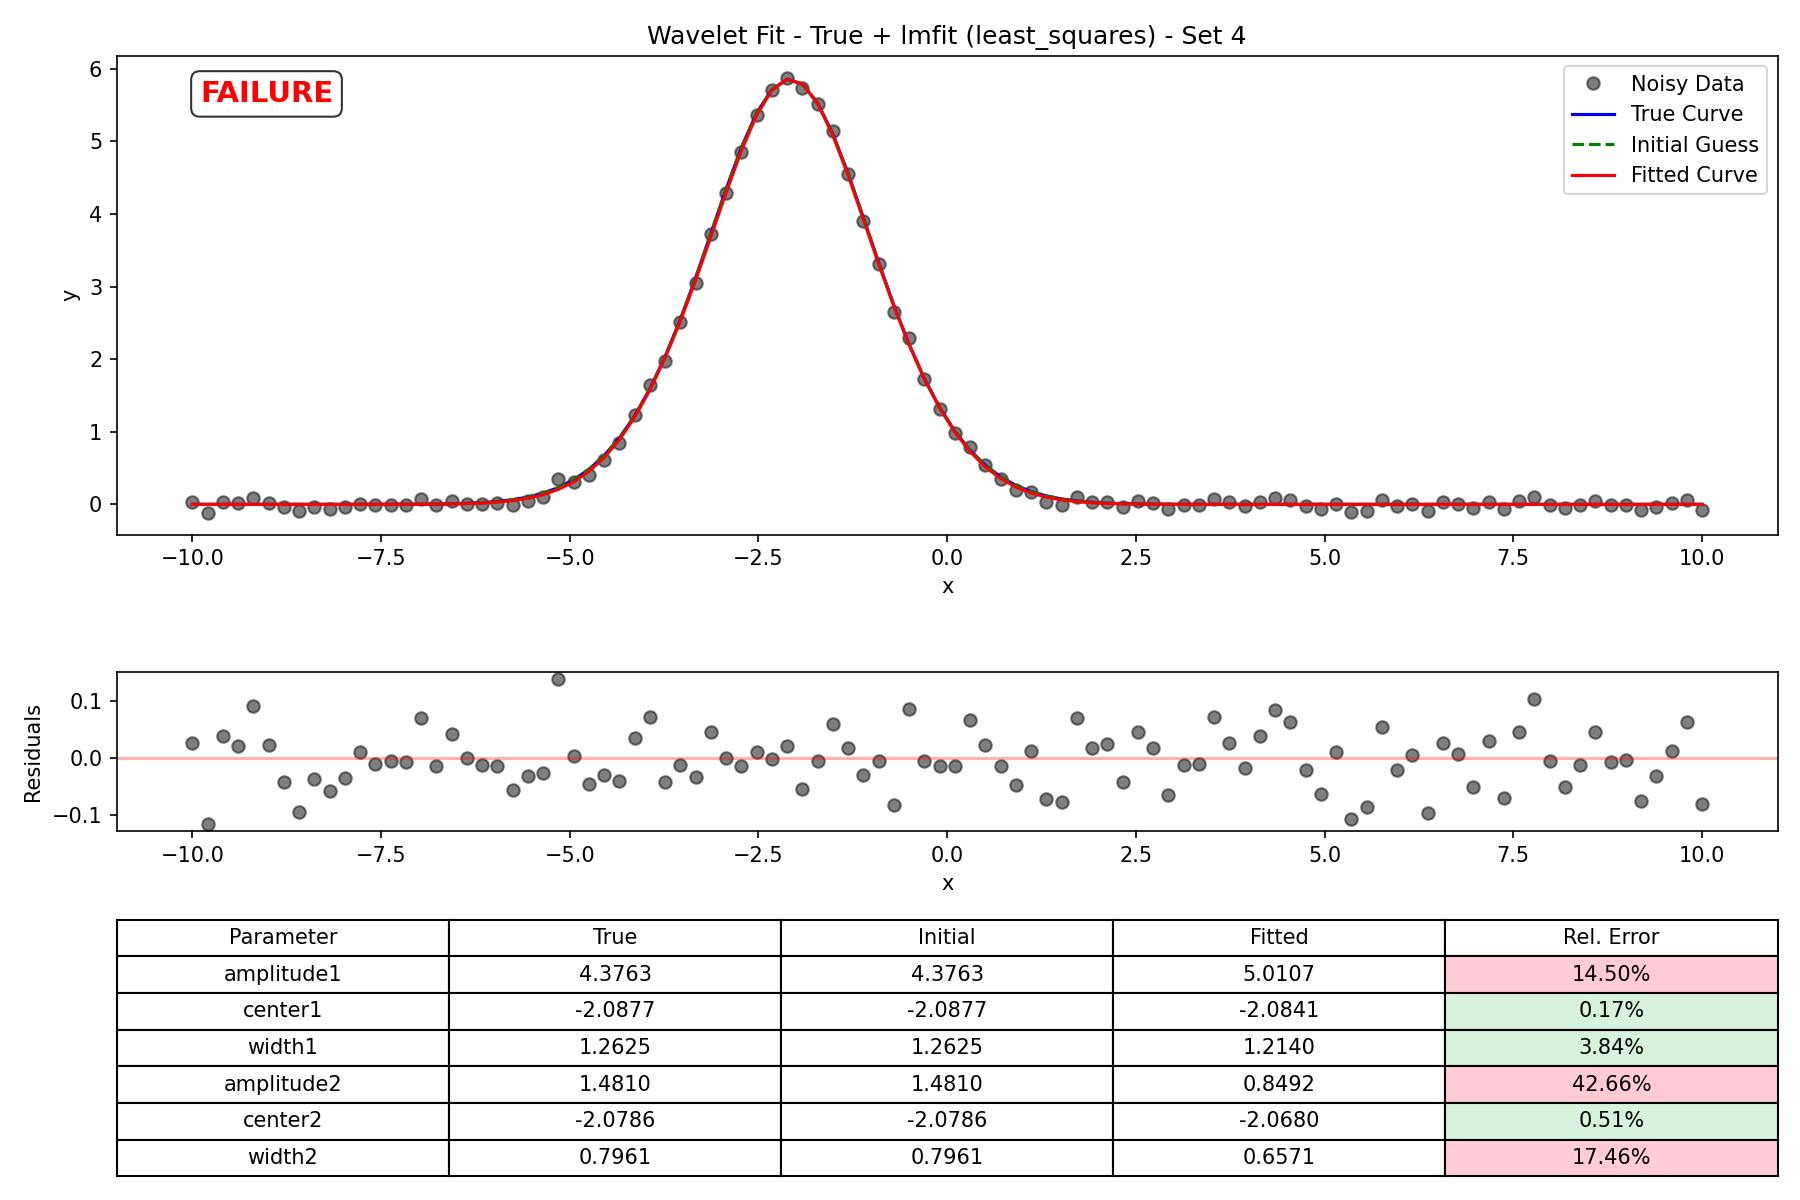 Wavelet Fit - True + lmfit (least_squares) - Set 4
FAILURE
Noisy Data
True Curve
Initial Guess
Fitted Curve
6
5
4
3
2
1
0
y
−10.0 −7.5 −5.0 −2.5 0.0 2.5 5.0 7.5 10.0
x
0.1
0.0
−0.1
Residuals
−10.0 −7.5 −5.0 −2.5 0.0 2.5 5.0 7.5 10.0
x
Parameter True Initial Fitted Rel. Error
amplitude1 4.3763 4.3763 5.0107 14.50%
center1 -2.0877 -2.0877 -2.0841 0.17%
width1 1.2625 1.2625 1.2140 3.84%
amplitude2 1.4810 1.4810 0.8492 42.66%
center2 -2.0786 -2.0786 -2.0680 0.51%
width2 0.7961 0.7961 0.6571 17.46%